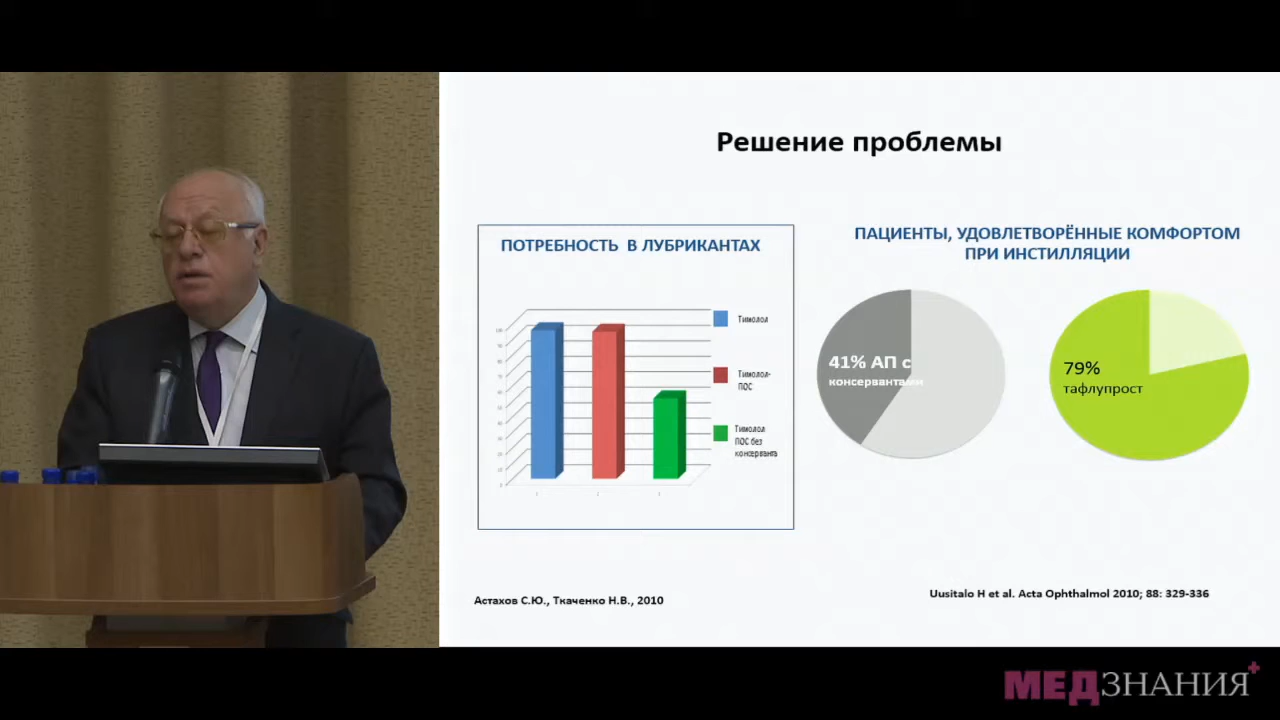 Решение проблемы
ПОТРЕБНОСТЬ В ЛУБРИКАНТАХ
Тимолол
Тимолол-
ПОС
Тимолол
ПОС без
консерванта
ПАЦИЕНТЫ, УДОВЛЕТВОРЁННЫЕ КОМФОРТОМ
ПРИ ИНСТИЛЛЯЦИИ
41% АП с
консервантами
79%
тафлупрост
Астахов С.Ю., Ткаченко Н.В., 2010
Uusitalo H et al. Acta Ophthalmol 2010; 88: 329-336
МЕДЗНАНИЯ+